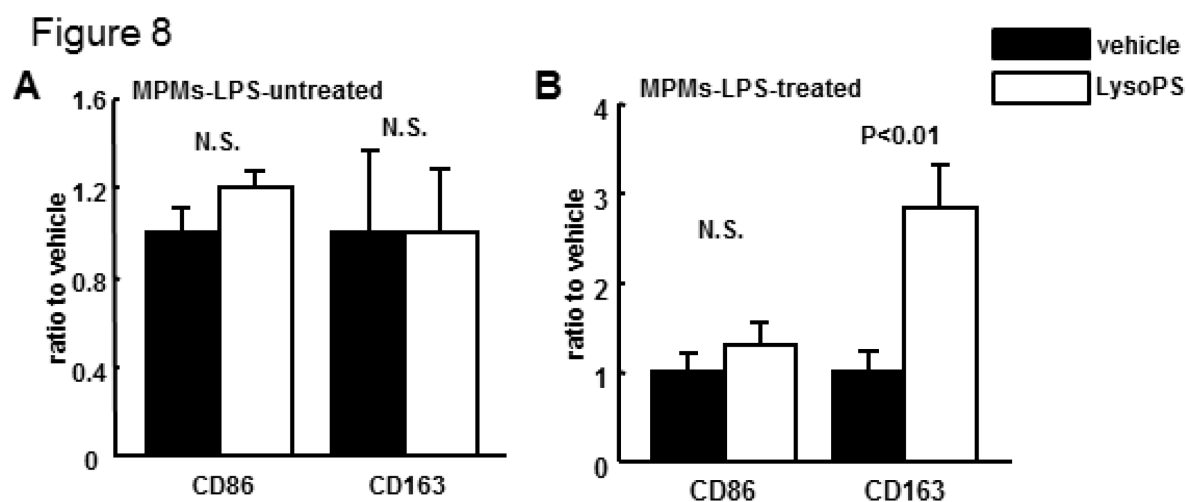 Figure 8
vehicle
LysoPS
A
MPMs-LPS-untreated
1.6
1.2
0.8
0.4
0
ratio to vehicle
N.S.
N.S.
CD86
CD163
B
MPMs-LPS-treated
4
3
2
1
0
ratio to vehicle
N.S.
P<0.01
CD86
CD163